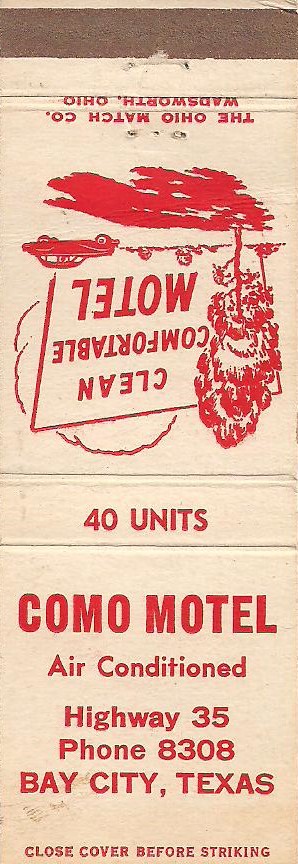 THE OHIO MATCH CO.
WADSWORTH, OHIO
CLEAN
COMFORTABLE
MOTEL
40 UNITS
COMO MOTEL
Air Conditioned
Highway 35
Phone 8308
BAY CITY, TEXAS
CLOSE COVER BEFORE STRIKING